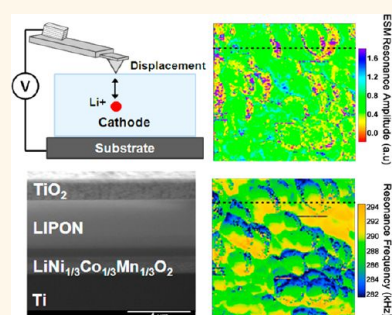 V
Displacement
Li+
Cathode
Substrate
ESM Resonance
Amplitude (a.u)
1.6
1.2
0.8
0.4
0.0
TiO2
LIPON
LiNi1/3Co1/3Mn1/3O2
Ti
Resonance
Frequency (kHz)
294
292
290
288
286
284
282